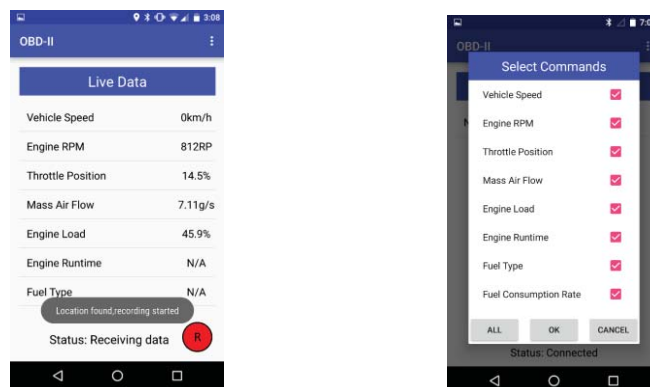 3:08
OBD-II
Live Data
Vehicle Speed 0km/h
Engine RPM 812RP
Throttle Position 14.5%
Mass Air Flow 7.11g/s
Engine Load 45.9%
Engine Runtime N/A
Fuel Type N/A
Location found,recording started
Status: Receiving data R
OBD-II
Select Commands
Vehicle Speed
Engine RPM
Throttle Position
Mass Air Flow
Engine Load
Engine Runtime
Fuel Type
Fuel Consumption Rate
ALL OK CANCEL
Status: Connected